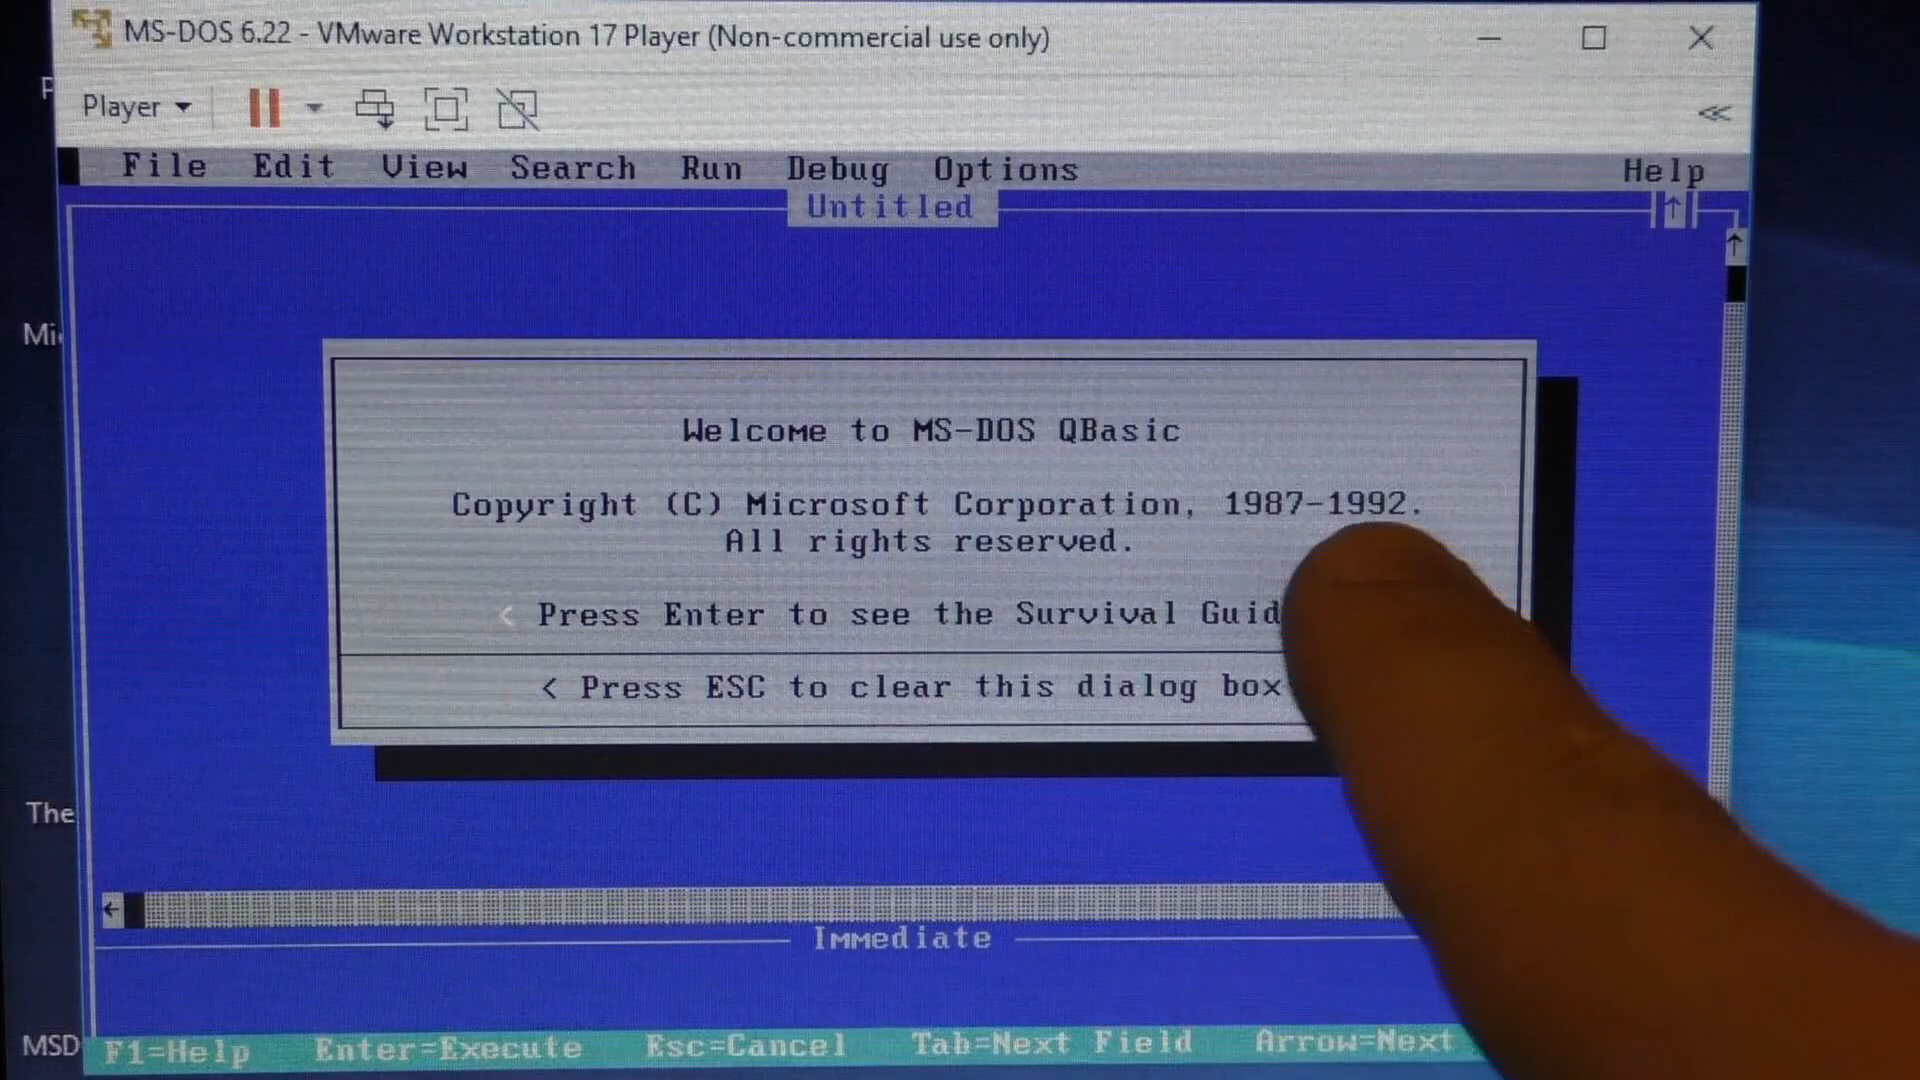 MS-DOS 6.22 - VMware Workstation 17 Player (Non-commercial use only)
Player
File Edit View Search Run Debug Options Help
Untitled
Welcome to MS-DOS QBasic
Copyright (C) Microsoft Corporation, 1987-1992.
All rights reserved.
< Press Enter to see the Survival Guid
< Press ESC to clear this dialog box
Immediate
F1=Help Enter=Execute Esc=Cancel Tab=Next Field Arrow=Next
Mi
The
MSD